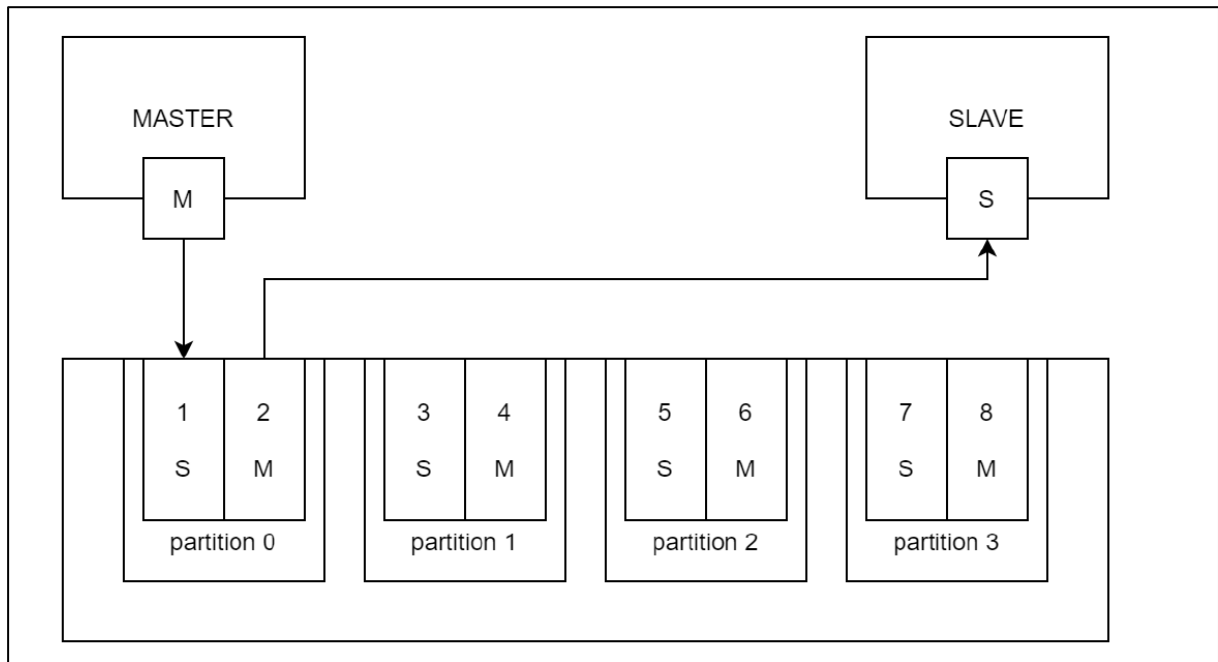 MASTER
SLAVE
M
S
1
2
3
4
5
6
7
8
S
M
S
M
S
M
S
M
partition 0
partition 1
partition 2
partition 3